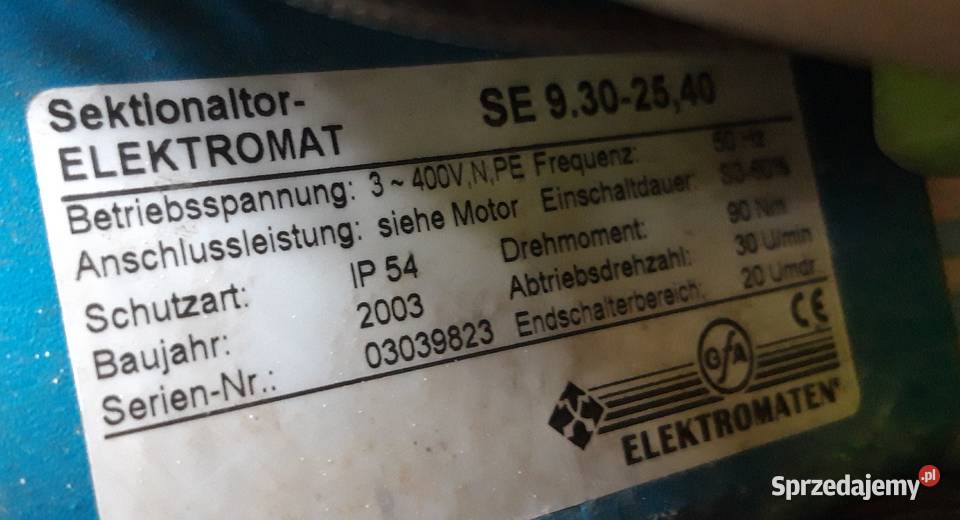 Sektionaltor-
ELEKTROMAT
SE 9.30-25,40
Betriebsspannung: 3 ~ 400V,N,PE Frequenz: 50 Hz
Anschlussleistung: siehe Motor Einschaltdauer: S3-60%
Schutzart: IP 54 Drehmoment: 90 Nm
Baujahr: 2003 Abtriebsdrehzahl: 30 U/min
Serien-Nr.: 03039823 Endschalterbereich: 20 Umdr
CE
GfA
ELEKTROMATEN®
Sprzedajemy.pl